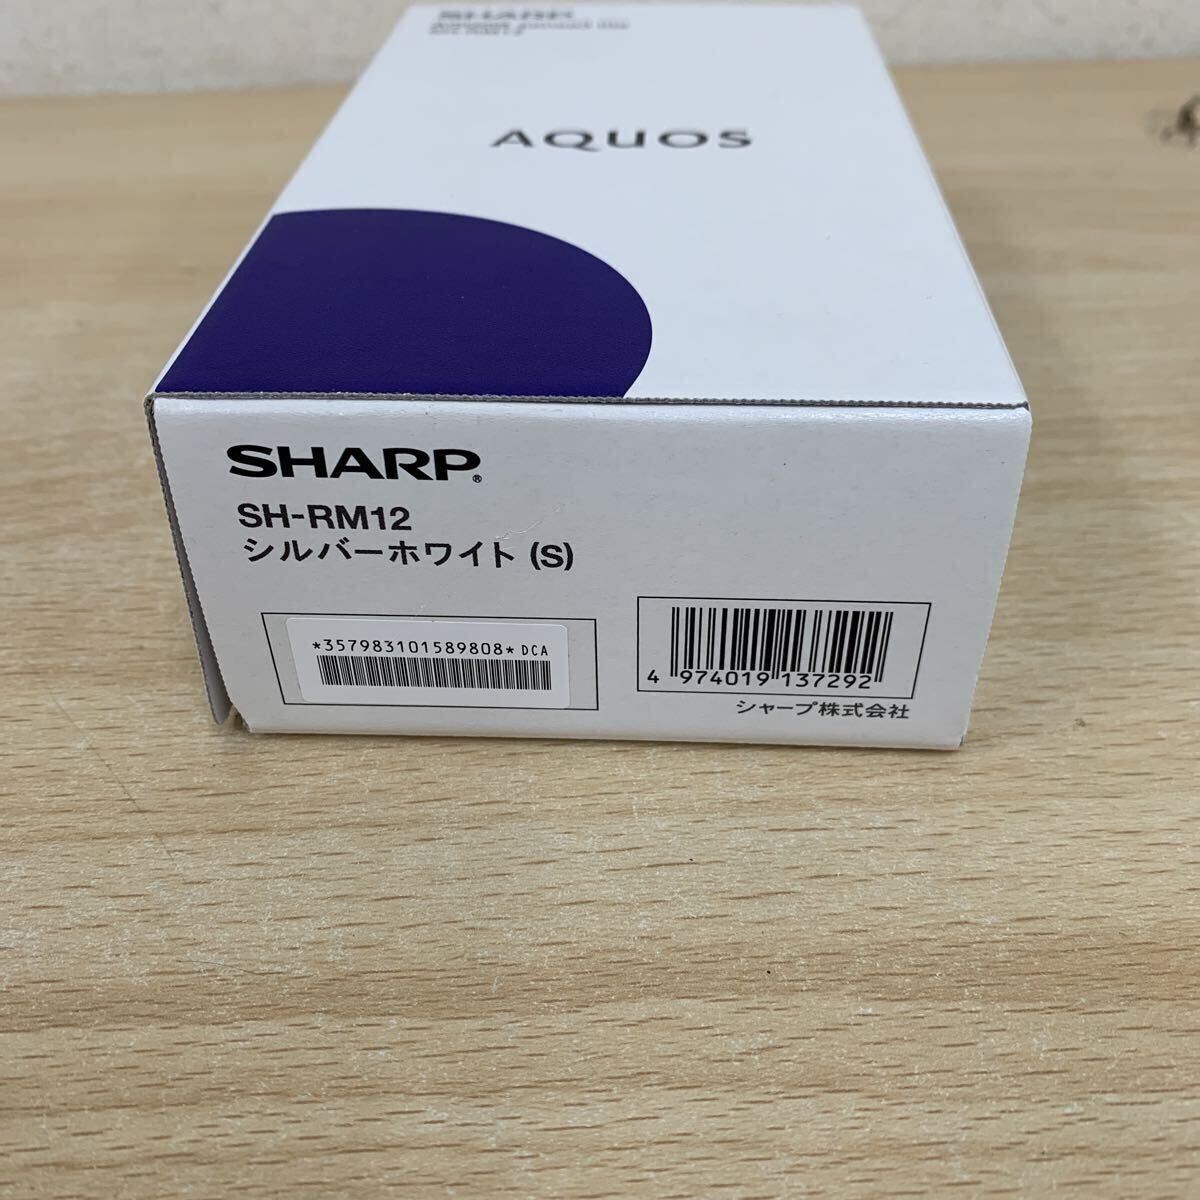 SHARP
AQUOS
SHARP®
SH-RM12
シルバーホワイト (S)
*357983101589808* DCA
4 974019 137292
シャープ株式会社